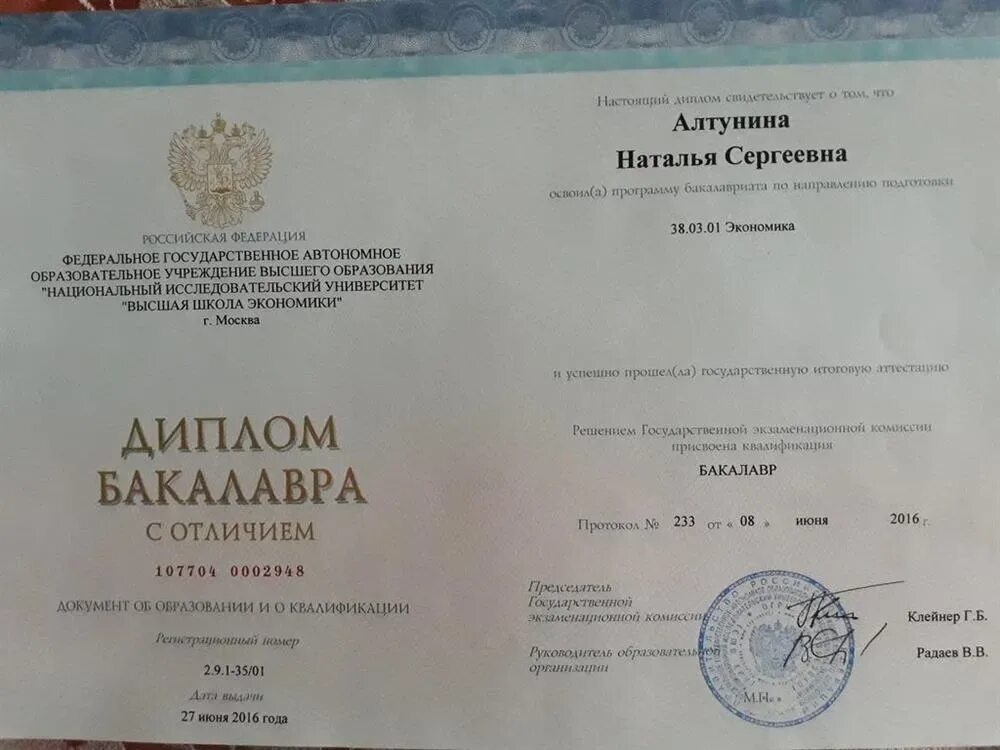 РОССИЙСКАЯ ФЕДЕРАЦИЯ
ФЕДЕРАЛЬНОЕ ГОСУДАРСТВЕННОЕ АВТОНОМНОЕ
ОБРАЗОВАТЕЛЬНОЕ УЧРЕЖДЕНИЕ ВЫСШЕГО ОБРАЗОВАНИЯ
"НАЦИОНАЛЬНЫЙ ИССЛЕДОВАТЕЛЬСКИЙ УНИВЕРСИТЕТ
"ВЫСШАЯ ШКОЛА ЭКОНОМИКИ"
г. Москва
ДИПЛОМ
БАКАЛАВРА
С ОТЛИЧИЕМ
107704 0002948
ДОКУМЕНТ ОБ ОБРАЗОВАНИИ И О КВАЛИФИКАЦИИ
Регистрационный номер
2.9.1-35/01
Дата выдачи
27 июня 2016 года
Настоящий диплом свидетельствует о том, что
Алтунина
Наталья Сергеевна
освоил(а) программу бакалавриата по направлению подготовки
38.03.01 Экономика
и успешно прошел(ла) государственную итоговую аттестацию
Решением Государственной экзаменационной комиссии
присвоена квалификация
БАКАЛАВР
Протокол № 233 от « 08 » июня 2016 г.
Председатель
Государственной
экзаменационной комиссии
Клейнер Г.Б.
Руководитель образовательной
организации
Радаев В.В.
М.П.